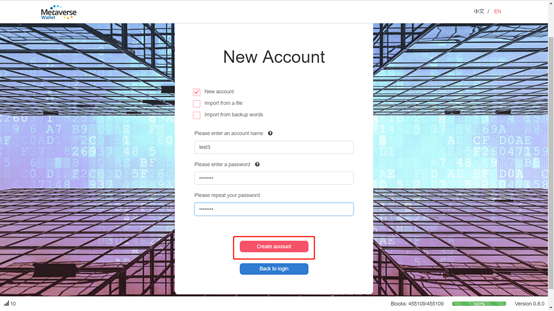 Metaverse
Wallet
中文 / EN
New Account
New account
Import from a file
Import from backup words
Please enter an account name
test3
Please enter a password
••••••••
Please repeat your password
••••••••
Create account
Back to login
10
Blocks: 455109/455109
100%
Version 0.8.0